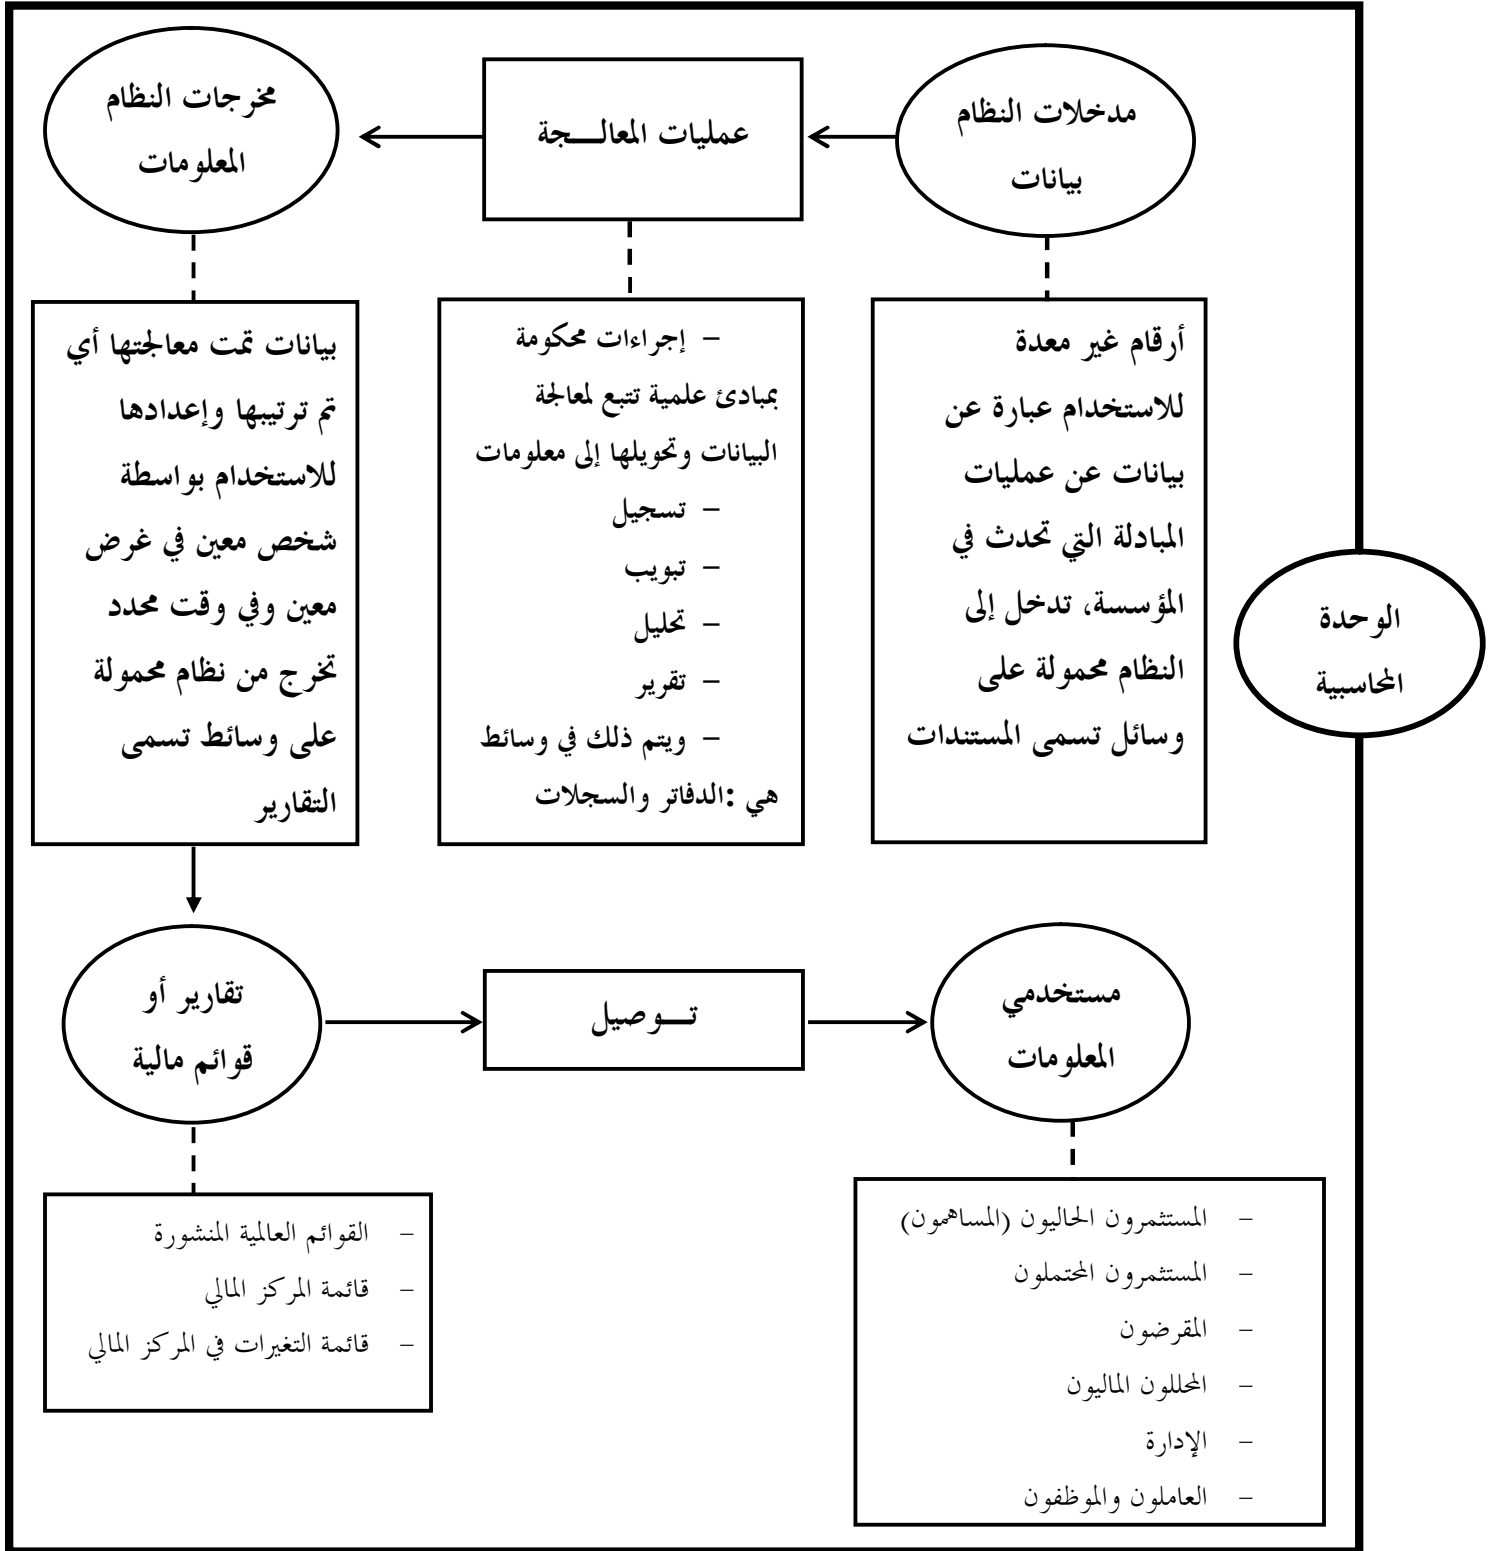 مدخلات النظام
بيانات
عمليات المعالـــجة
مخرجات النظام
المعلومات
أرقام غير معدة
للاستخدام عبارة عن
بيانات عن عمليات
المبادلة التي تحدث في
المؤسسة، تدخل إلى
النظام محمولة على
وسائل تسمى المستندات
– إجراءات محكومة
بمبادئ علمية تتبع لمعالجة
البيانات وتحويلها إلى معلومات
– تسجيل
– تبويب
– تحليل
– تقرير
– ويتم ذلك في وسائط
هي :الدفاتر والسجلات
بيانات تمت معالجتها أي
تم ترتيبها وإعدادها
للاستخدام بواسطة
شخص معين في غرض
معين وفي وقت محدد
تخرج من نظام محمولة
على وسائط تسمى
التقارير
الوحدة
المحاسبية
تقارير أو
قوائم مالية
تـــوصيل
مستخدمي
المعلومات
– القوائم العالمية المنشورة
– قائمة المركز المالي
– قائمة التغيرات في المركز المالي
– المستثمرون الحاليون (المساهمون)
– المستثمرون المحتملون
– المقرضون
– المحللون الماليون
– الإدارة
– العاملون والموظفون